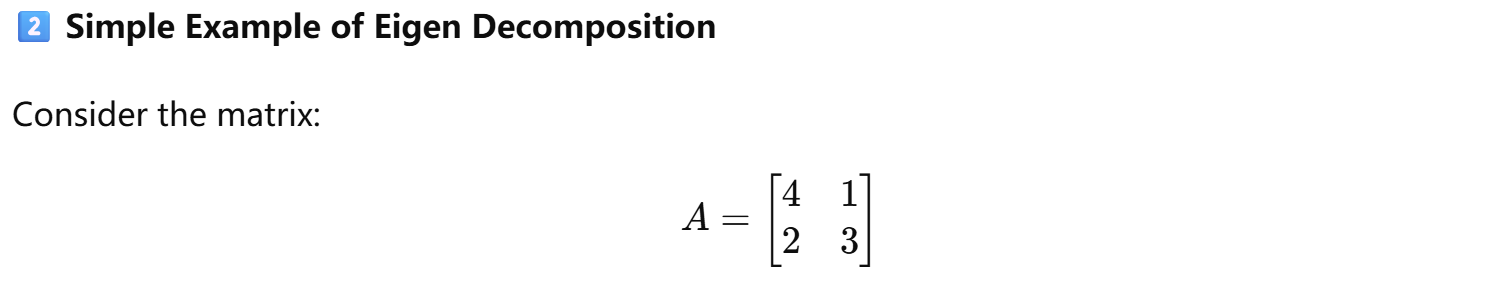 2️⃣ Simple Example of Eigen Decomposition
Consider the matrix:
A = [4 1
2 3]